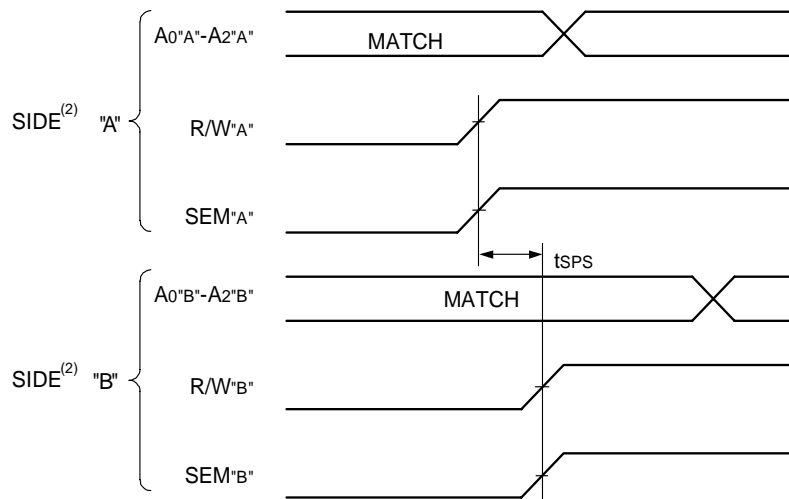 A0"A"-A2"A"
MATCH
SIDE(2) "A"
R/W"A"
SEM"A"
tSPS
A0"B"-A2"B"
MATCH
SIDE(2) "B"
R/W"B"
SEM"B"